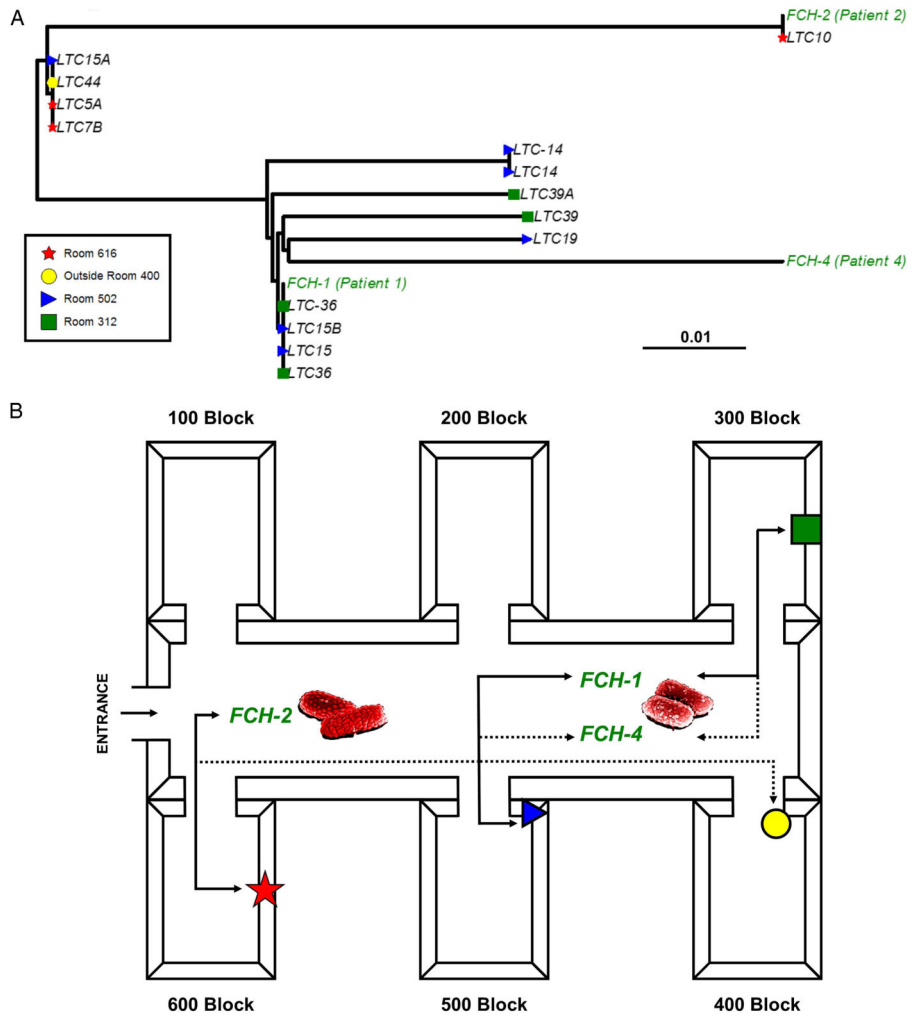 A
FCH-2 (Patient 2)
LTC10
LTC15A
LTC44
LTC5A
LTC7B
LTC-14
LTC14
LTC39A
LTC39
LTC19
FCH-4 (Patient 4)
FCH-1 (Patient 1)
LTC-36
LTC15B
LTC15
LTC36
Room 616
Outside Room 400
Room 502
Room 312
0.01
B
100 Block
200 Block
300 Block
ENTRANCE
FCH-2
FCH-1
FCH-4
600 Block
500 Block
400 Block